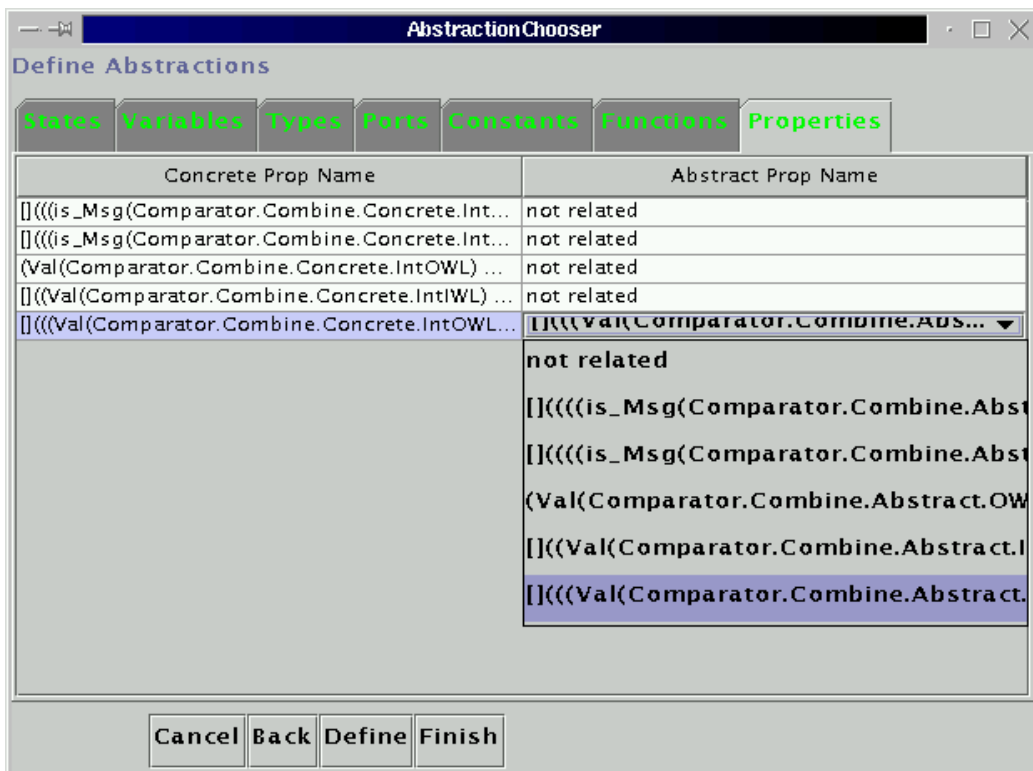 AbstractionChooser
Define Abstractions
States Variables Types Ports Constants Functions Properties
Concrete Prop Name Abstract Prop Name
[](((is_Msg(Comparator.Combine.Concrete.Int... not related
[](((is_Msg(Comparator.Combine.Concrete.Int... not related
(Val(Comparator.Combine.Concrete.IntOWL) ... not related
[]((Val(Comparator.Combine.Concrete.IntIWL) ... not related
[](((Val(Comparator.Combine.Concrete.IntOWL... [](((Val(Comparator.Combine.Abs...
not related
[]((((is_Msg(Comparator.Combine.Abst
[]((((is_Msg(Comparator.Combine.Abst
(Val(Comparator.Combine.Abstract.OW
[]((Val(Comparator.Combine.Abstract.I
[](((Val(Comparator.Combine.Abstract.
Cancel Back Define Finish